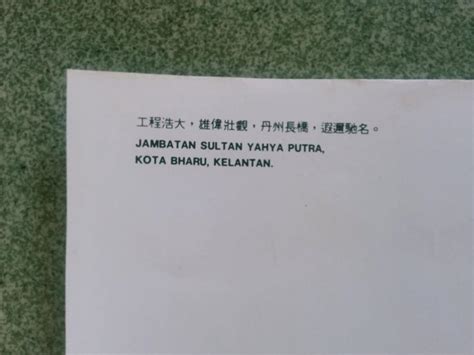 工程浩大，雄偉壯觀，丹州長橋，遐邇馳名。
JAMBATAN SULTAN YAHYA PUTRA,
KOTA BHARU, KELANTAN.